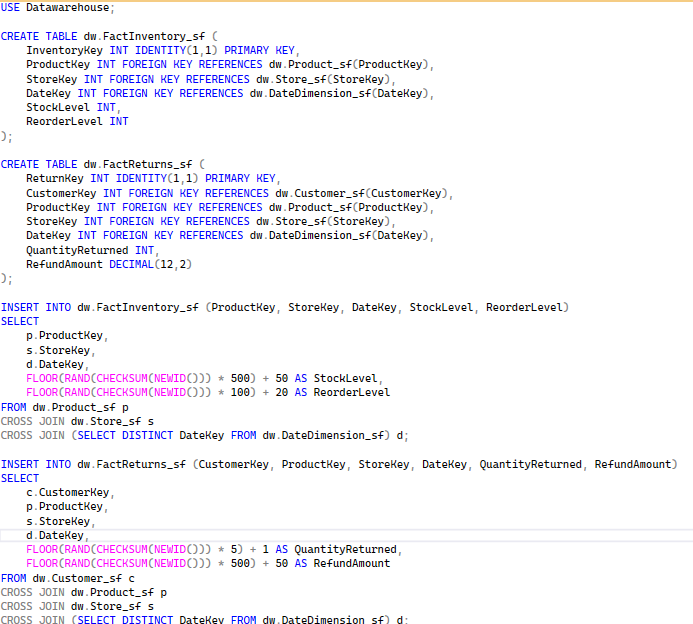 USE Datawarehouse;
CREATE TABLE dw.FactInventory_sf (
InventoryKey INT IDENTITY(1,1) PRIMARY KEY,
ProductKey INT FOREIGN KEY REFERENCES dw.Product_sf(ProductKey),
StoreKey INT FOREIGN KEY REFERENCES dw.Store_sf(StoreKey),
DateKey INT FOREIGN KEY REFERENCES dw.DateDimension_sf(DateKey),
StockLevel INT,
ReorderLevel INT
);
CREATE TABLE dw.FactReturns_sf (
ReturnKey INT IDENTITY(1,1) PRIMARY KEY,
CustomerKey INT FOREIGN KEY REFERENCES dw.Customer_sf(CustomerKey),
ProductKey INT FOREIGN KEY REFERENCES dw.Product_sf(ProductKey),
StoreKey INT FOREIGN KEY REFERENCES dw.Store_sf(StoreKey),
DateKey INT FOREIGN KEY REFERENCES dw.DateDimension_sf(DateKey),
QuantityReturned INT,
RefundAmount DECIMAL(12,2)
);
INSERT INTO dw.FactInventory_sf (ProductKey, StoreKey, DateKey, StockLevel, ReorderLevel)
SELECT
p.ProductKey,
s.StoreKey,
d.DateKey,
FLOOR(RAND(CHECKSUM(NEWID())) * 500) + 50 AS StockLevel,
FLOOR(RAND(CHECKSUM(NEWID())) * 100) + 20 AS ReorderLevel
FROM dw.Product_sf p
CROSS JOIN dw.Store_sf s
CROSS JOIN (SELECT DISTINCT DateKey FROM dw.DateDimension_sf) d;
INSERT INTO dw.FactReturns_sf (CustomerKey, ProductKey, StoreKey, DateKey, QuantityReturned, RefundAmount)
SELECT
c.CustomerKey,
p.ProductKey,
s.StoreKey,
d.DateKey,
FLOOR(RAND(CHECKSUM(NEWID())) * 5) + 1 AS QuantityReturned,
FLOOR(RAND(CHECKSUM(NEWID())) * 500) + 50 AS RefundAmount
FROM dw.Customer_sf c
CROSS JOIN dw.Product_sf p
CROSS JOIN dw.Store_sf s
CROSS JOIN (SELECT DISTINCT DateKey FROM dw.DateDimension_sf) d;